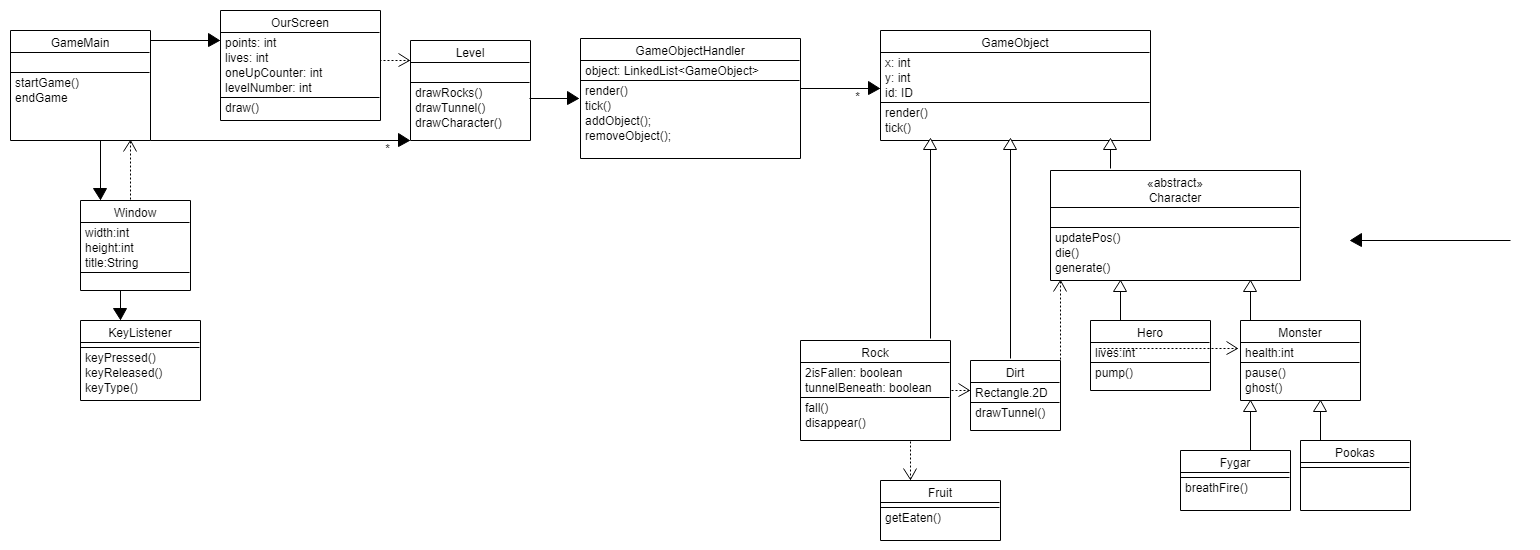 GameMain
startGame()
endGame
OurScreen
points: int
lives: int
oneUpCounter: int
levelNumber: int
draw()
Level
drawRocks()
drawTunnel()
drawCharacter()
*
GameObjectHandler
object: LinkedList<GameObject>
render()
tick()
addObject();
removeObject();
*
GameObject
x: int
y: int
id: ID
render()
tick()
«abstract»
Character
updatePos()
die()
generate()
Window
width:int
height:int
title:String
KeyListener
keyPressed()
keyReleased()
keyType()
Rock
2isFallen: boolean
tunnelBeneath: boolean
fall()
disappear()
Dirt
Rectangle.2D
drawTunnel()
Hero
lives:int
pump()
Monster
health:int
pause()
ghost()
Fygar
breathFire()
Pookas
Fruit
getEaten()